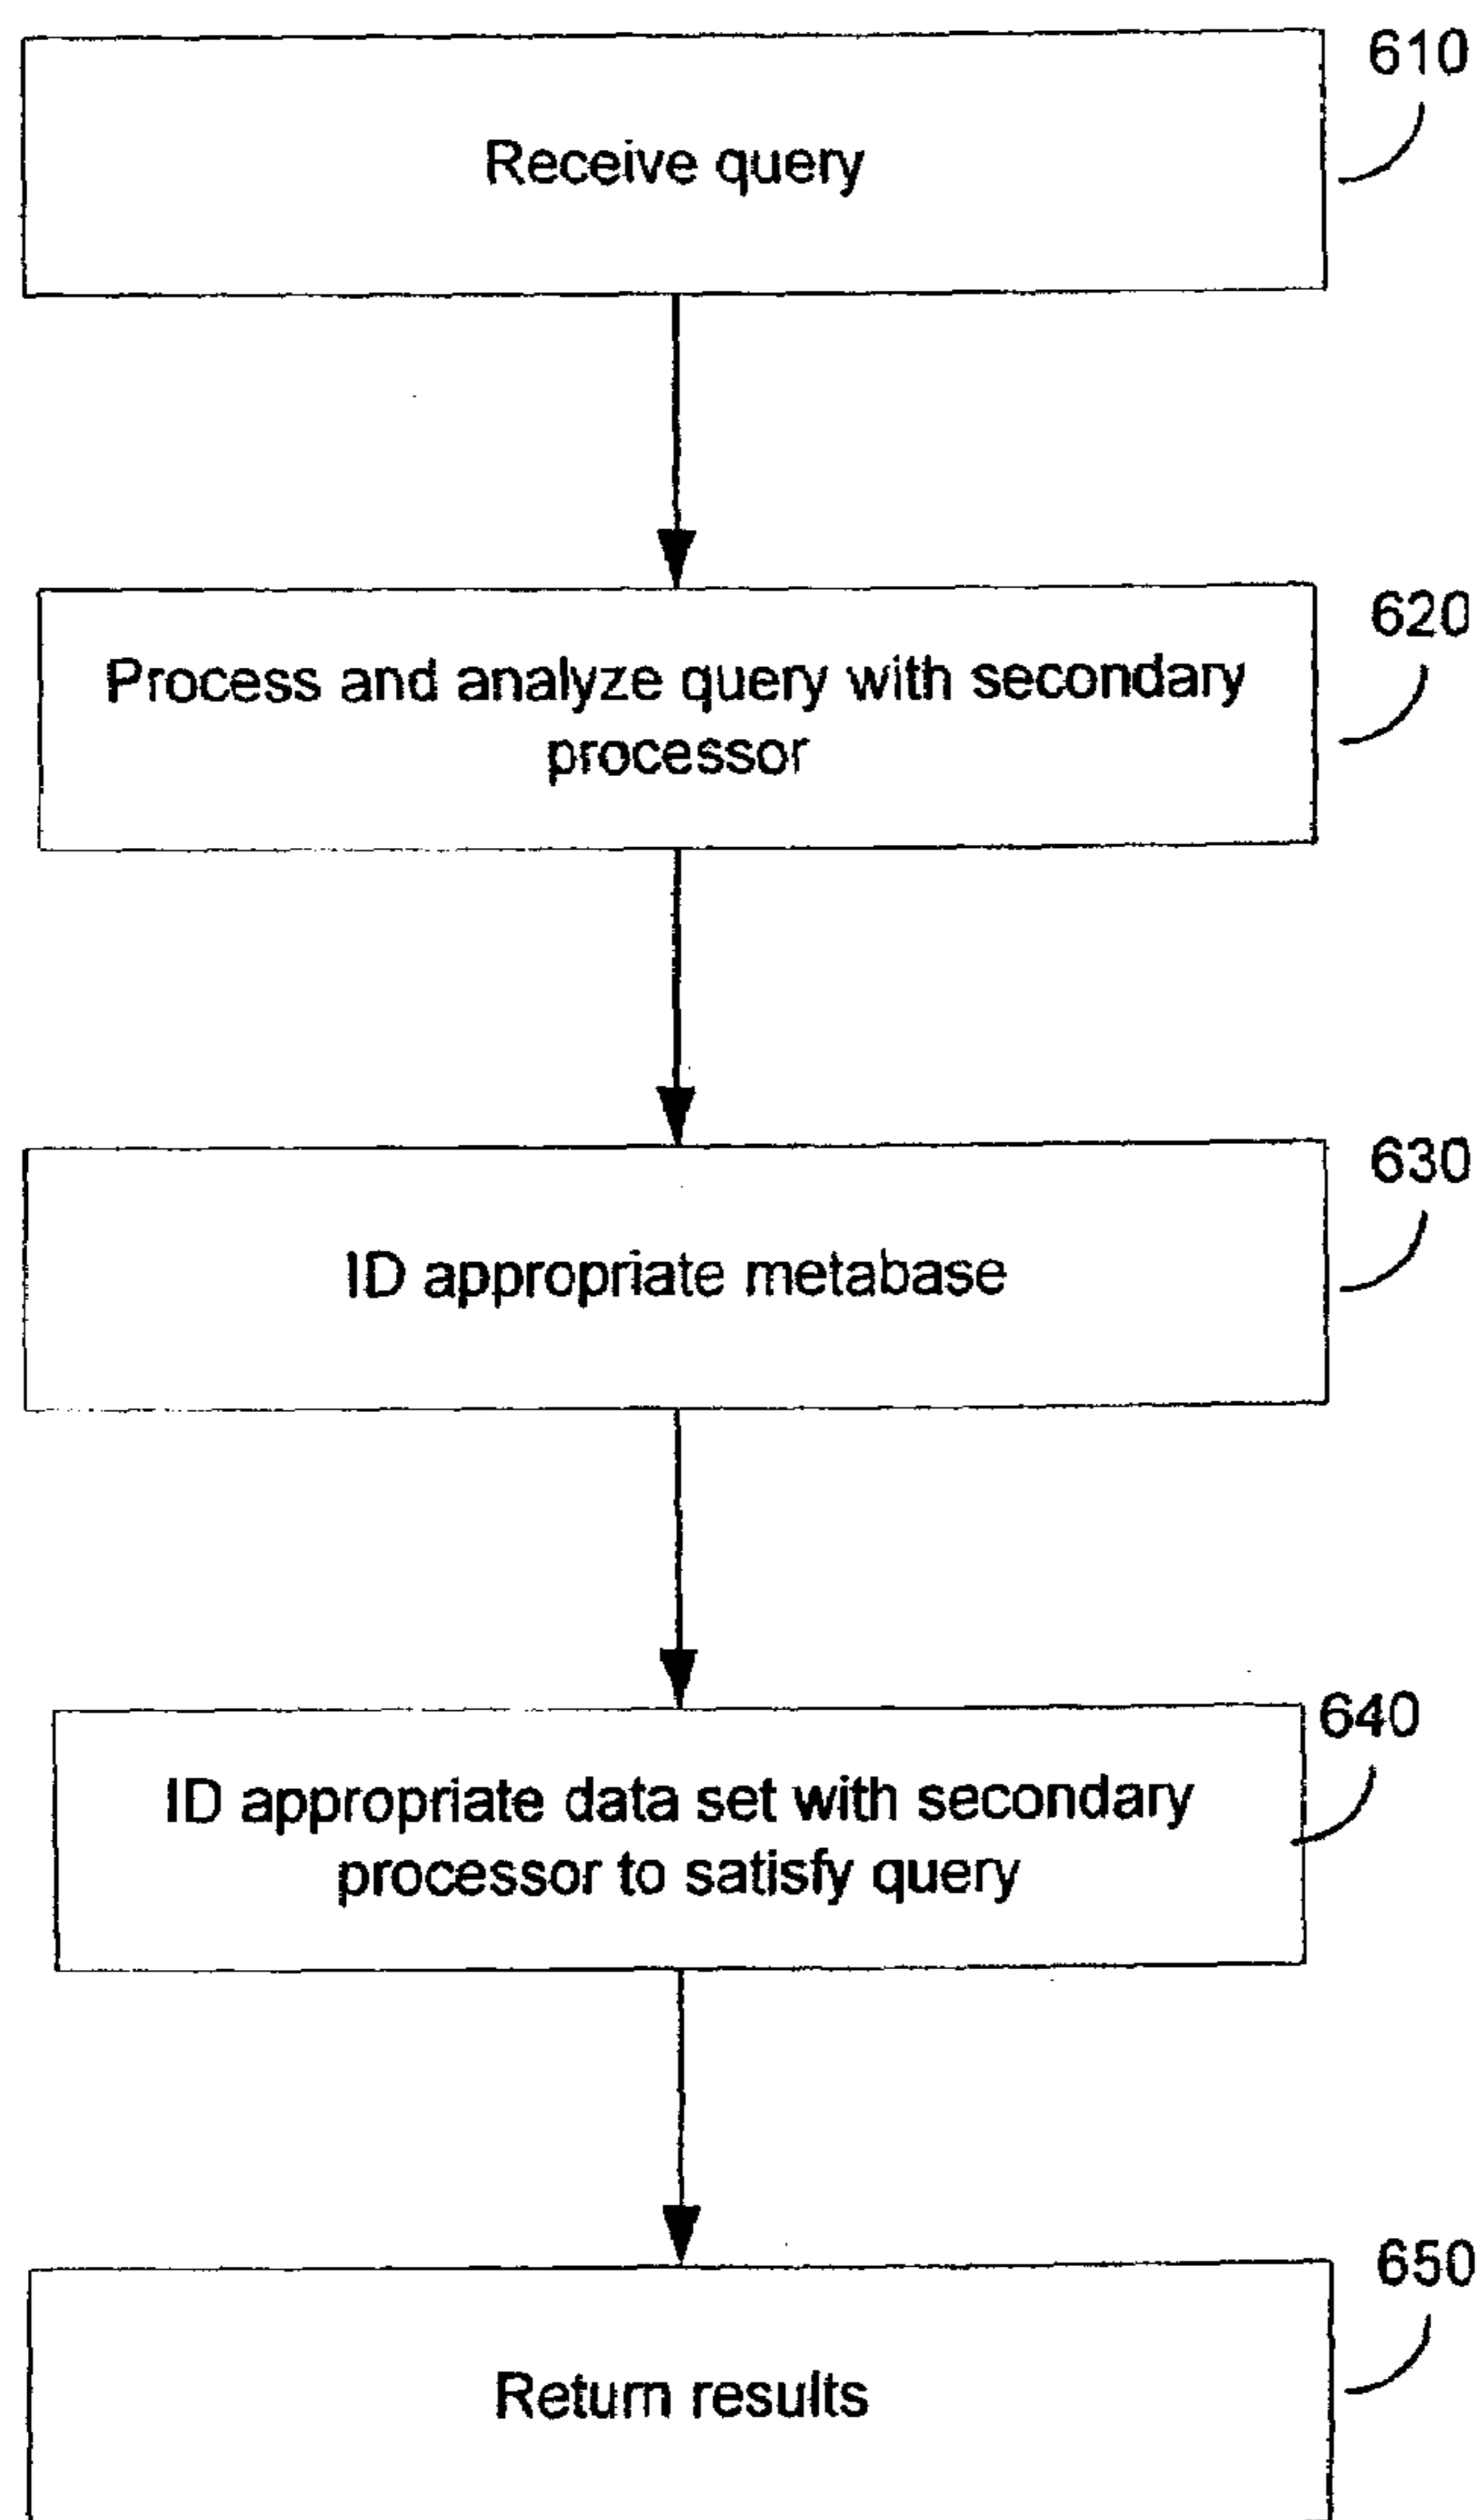 610
Receive query
620
Process and analyze query with secondary
processor
630
ID appropriate metabase
640
ID appropriate data set with secondary
processor to satisfy query
650
Return results